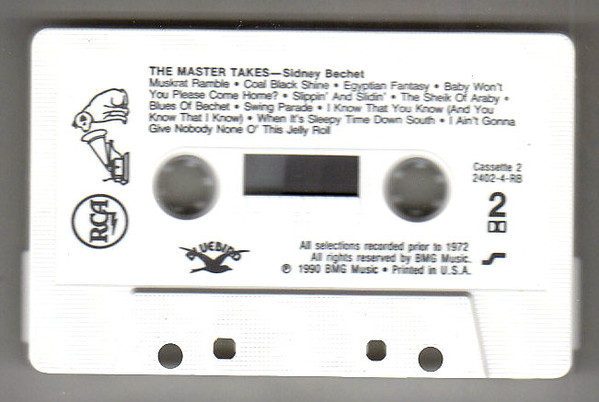 THE MASTER TAKES—Sidney Bechet
Muskrat Ramble • Coal Black Shine • Egyptian Fantasy • Baby Won't
You Please Come Home? • Slippin' And Slidin' • The Sheik Of Araby •
Blues Of Bechet • Swing Parade • I Know That You Know (And You
Know That I Know) • When It's Sleepy Time Down South • I Ain't Gonna
Give Nobody None O' This Jelly Roll
Cassette 2
2402-4-RB
2
RCA
BLUEBIRD
All selections recorded prior to 1972
All rights reserved by BMG Music.
℗ 1990 BMG Music • Printed in U.S.A.